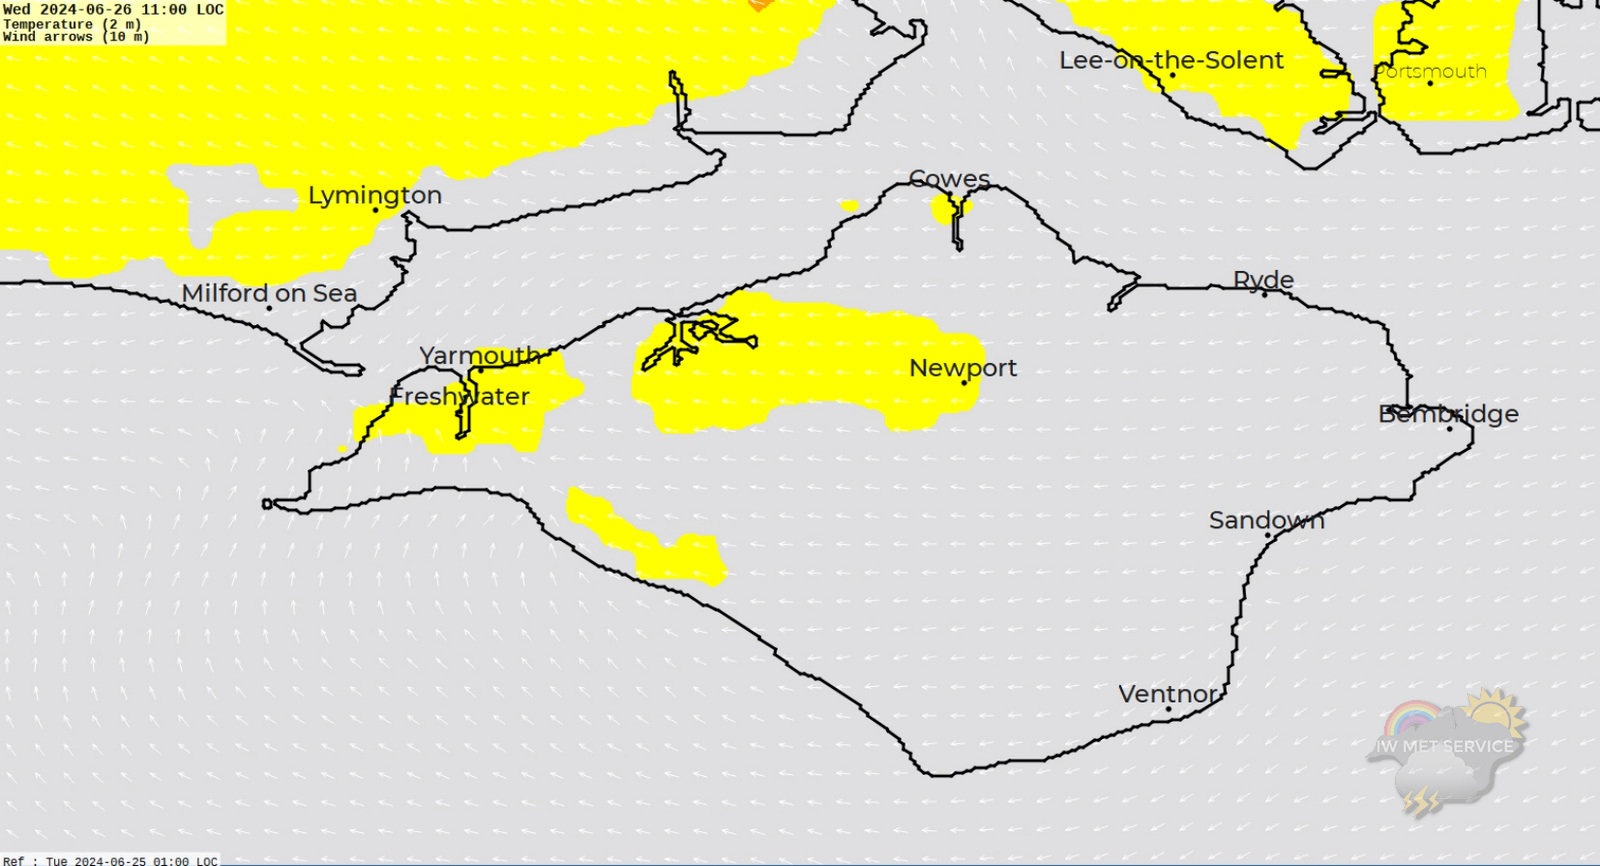 Wed 2024-06-26 11:00 LOC
Temperature (2 m)
Wind arrows (10 m)
Lee-on-the-Solent
Portsmouth
Cowes
Lymington
Ryde
Milford on Sea
Yarmouth
Newport
Freshwater
Bembridge
Sandown
Ventnor
IW MET SERVICE
Ref : Tue 2024-06-25 01:00 LOC